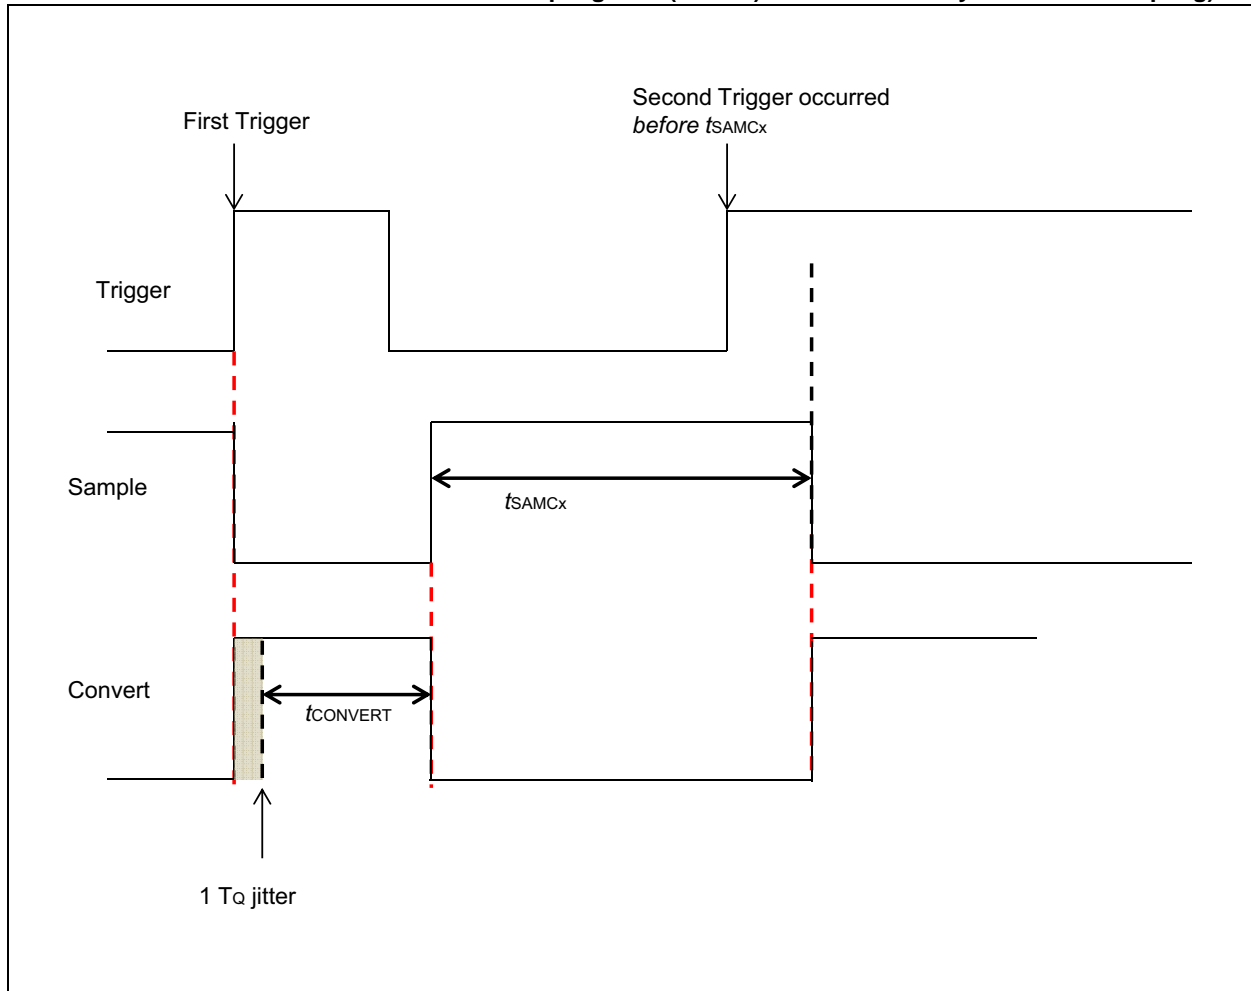 First Trigger
Second Trigger occurred
before tSAMCx
Trigger
Sample
tSAMCx
Convert
tCONVERT
1 TQ jitter